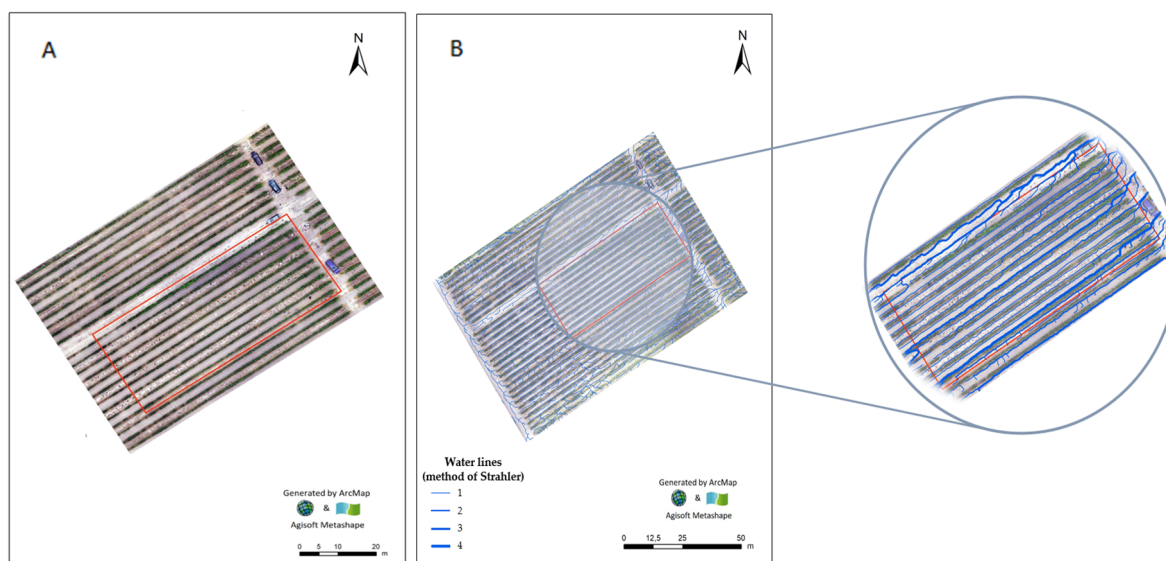 A
N
Generated by ArcMap
&
Agisoft Metashape
0 5 10 20
m
B
N
Water lines
(method of Strahler)
1
2
3
4
Generated by ArcMap
&
Agisoft Metashape
0 12,5 25 50
m